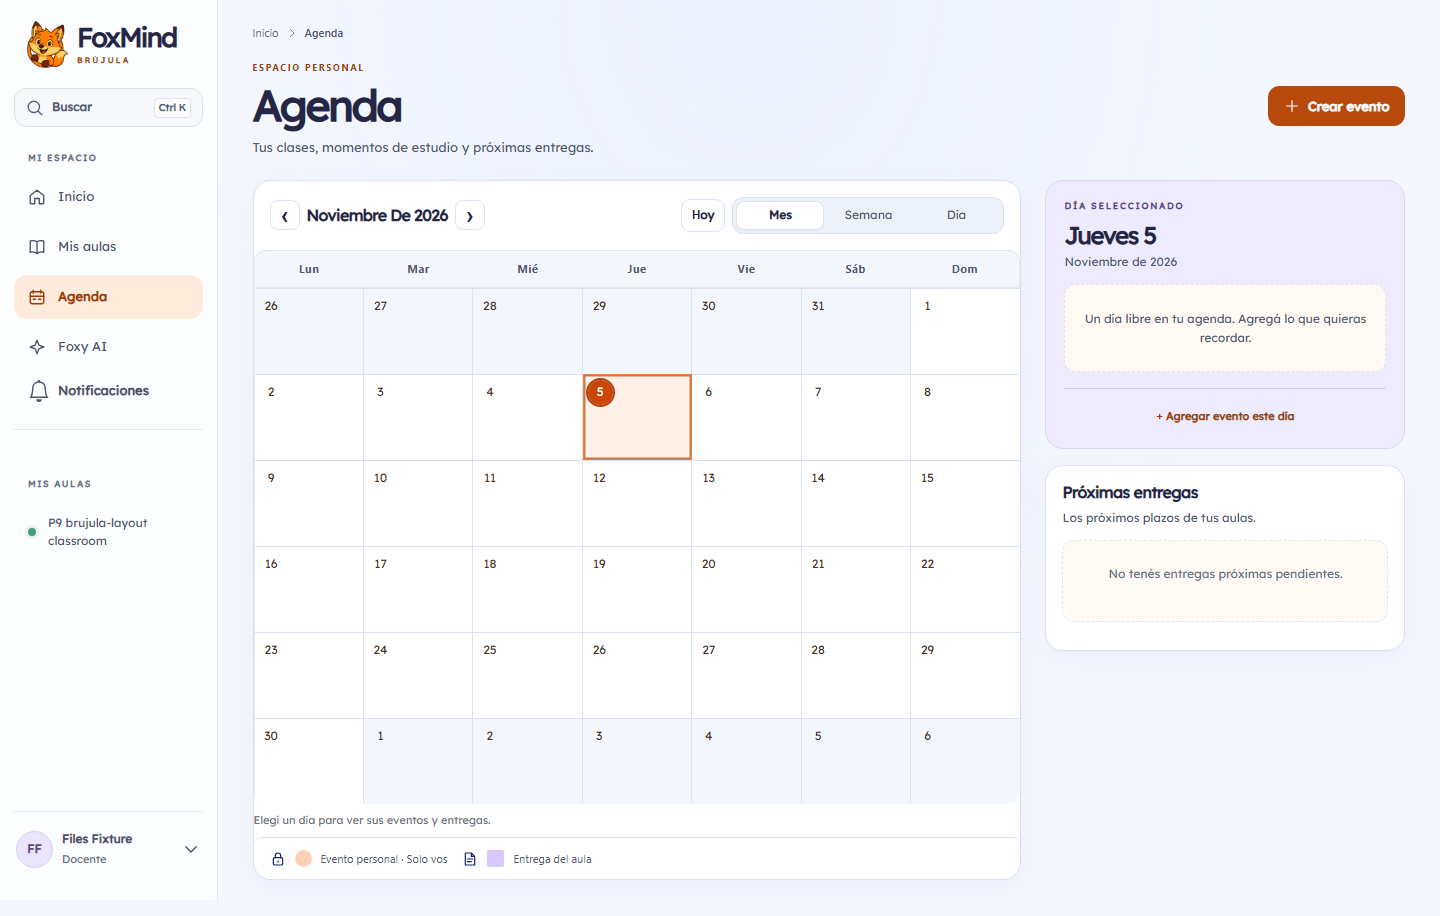 FoxMind
BRÚJULA
Buscar
Ctrl K
MI ESPACIO
Inicio
Mis aulas
Agenda
Foxy AI
Notificaciones
MIS AULAS
P9 brujula-layout
classroom
FF
Files Fixture
Docente
Inicio > Agenda
ESPACIO PERSONAL
Agenda
Tus clases, momentos de estudio y próximas entregas.
+ Crear evento
‹ Noviembre De 2026 ›
Hoy
Mes Semana Día
Lun Mar Mié Jue Vie Sáb Dom
26 27 28 29 30 31 1
2 3 4 5 6 7 8
9 10 11 12 13 14 15
16 17 18 19 20 21 22
23 24 25 26 27 28 29
30 1 2 3 4 5 6
Elegi un dia para ver sus eventos y entregas.
Evento personal · Solo vos
Entrega del aula
DÍA SELECCIONADO
Jueves 5
Noviembre de 2026
Un día libre en tu agenda. Agregá lo que quieras
recordar.
+ Agregar evento este día
Próximas entregas
Los próximos plazos de tus aulas.
No tenés entregas próximas pendientes.